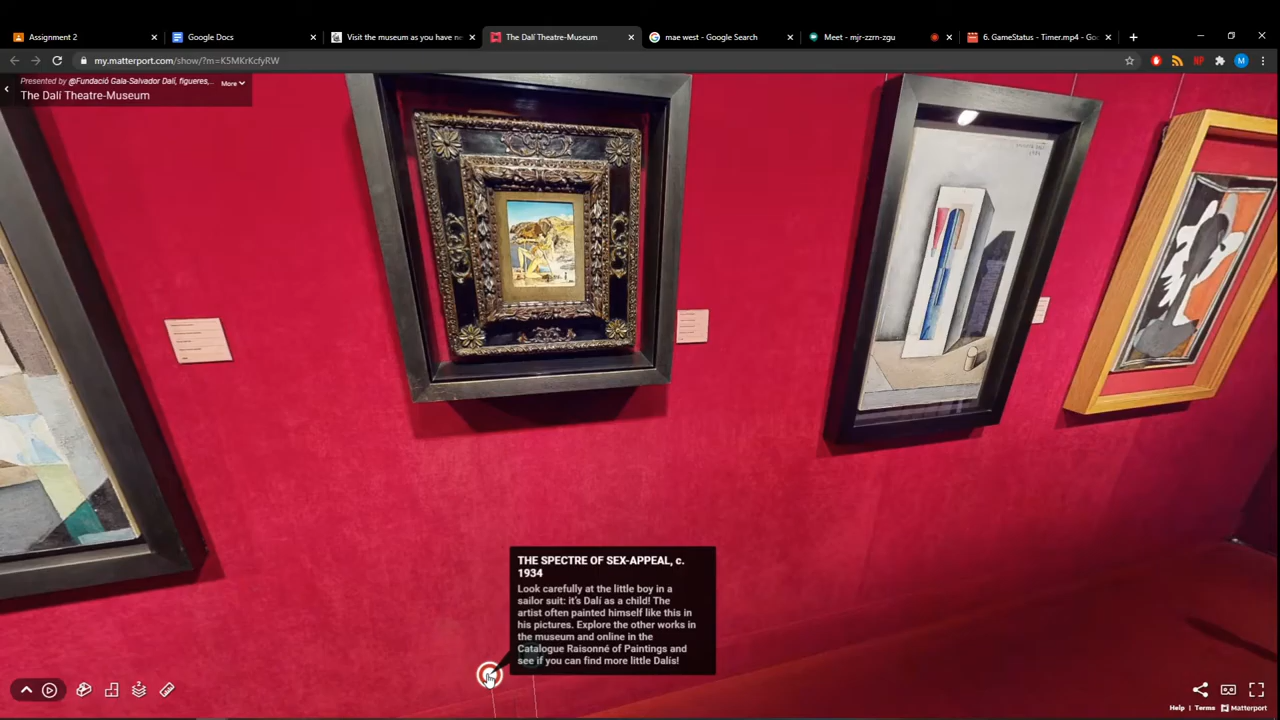 Assignment 2
Google Docs
Visit the museum as you have ne
The Dalí Theatre-Museum
mae west - Google Search
Meet - mjr-zzrn-zgu
6. GameStatus - Timer.mp4 - Go
my.matterport.com/show/?m=K5MKrKcfyRW
NP
M
Presented by @Fundació Gala-Salvador Dalí, figueres,...
More
The Dalí Theatre-Museum
THE SPECTRE OF SEX-APPEAL, c.
1934
Look carefully at the little boy in a
sailor suit: it's Dalí as a child! The
artist often painted himself like this in
his pictures. Explore the other works in
the museum and online in the
Catalogue Raisonné of Paintings and
see if you can find more little Dalís!
2
Help | Terms
Matterport